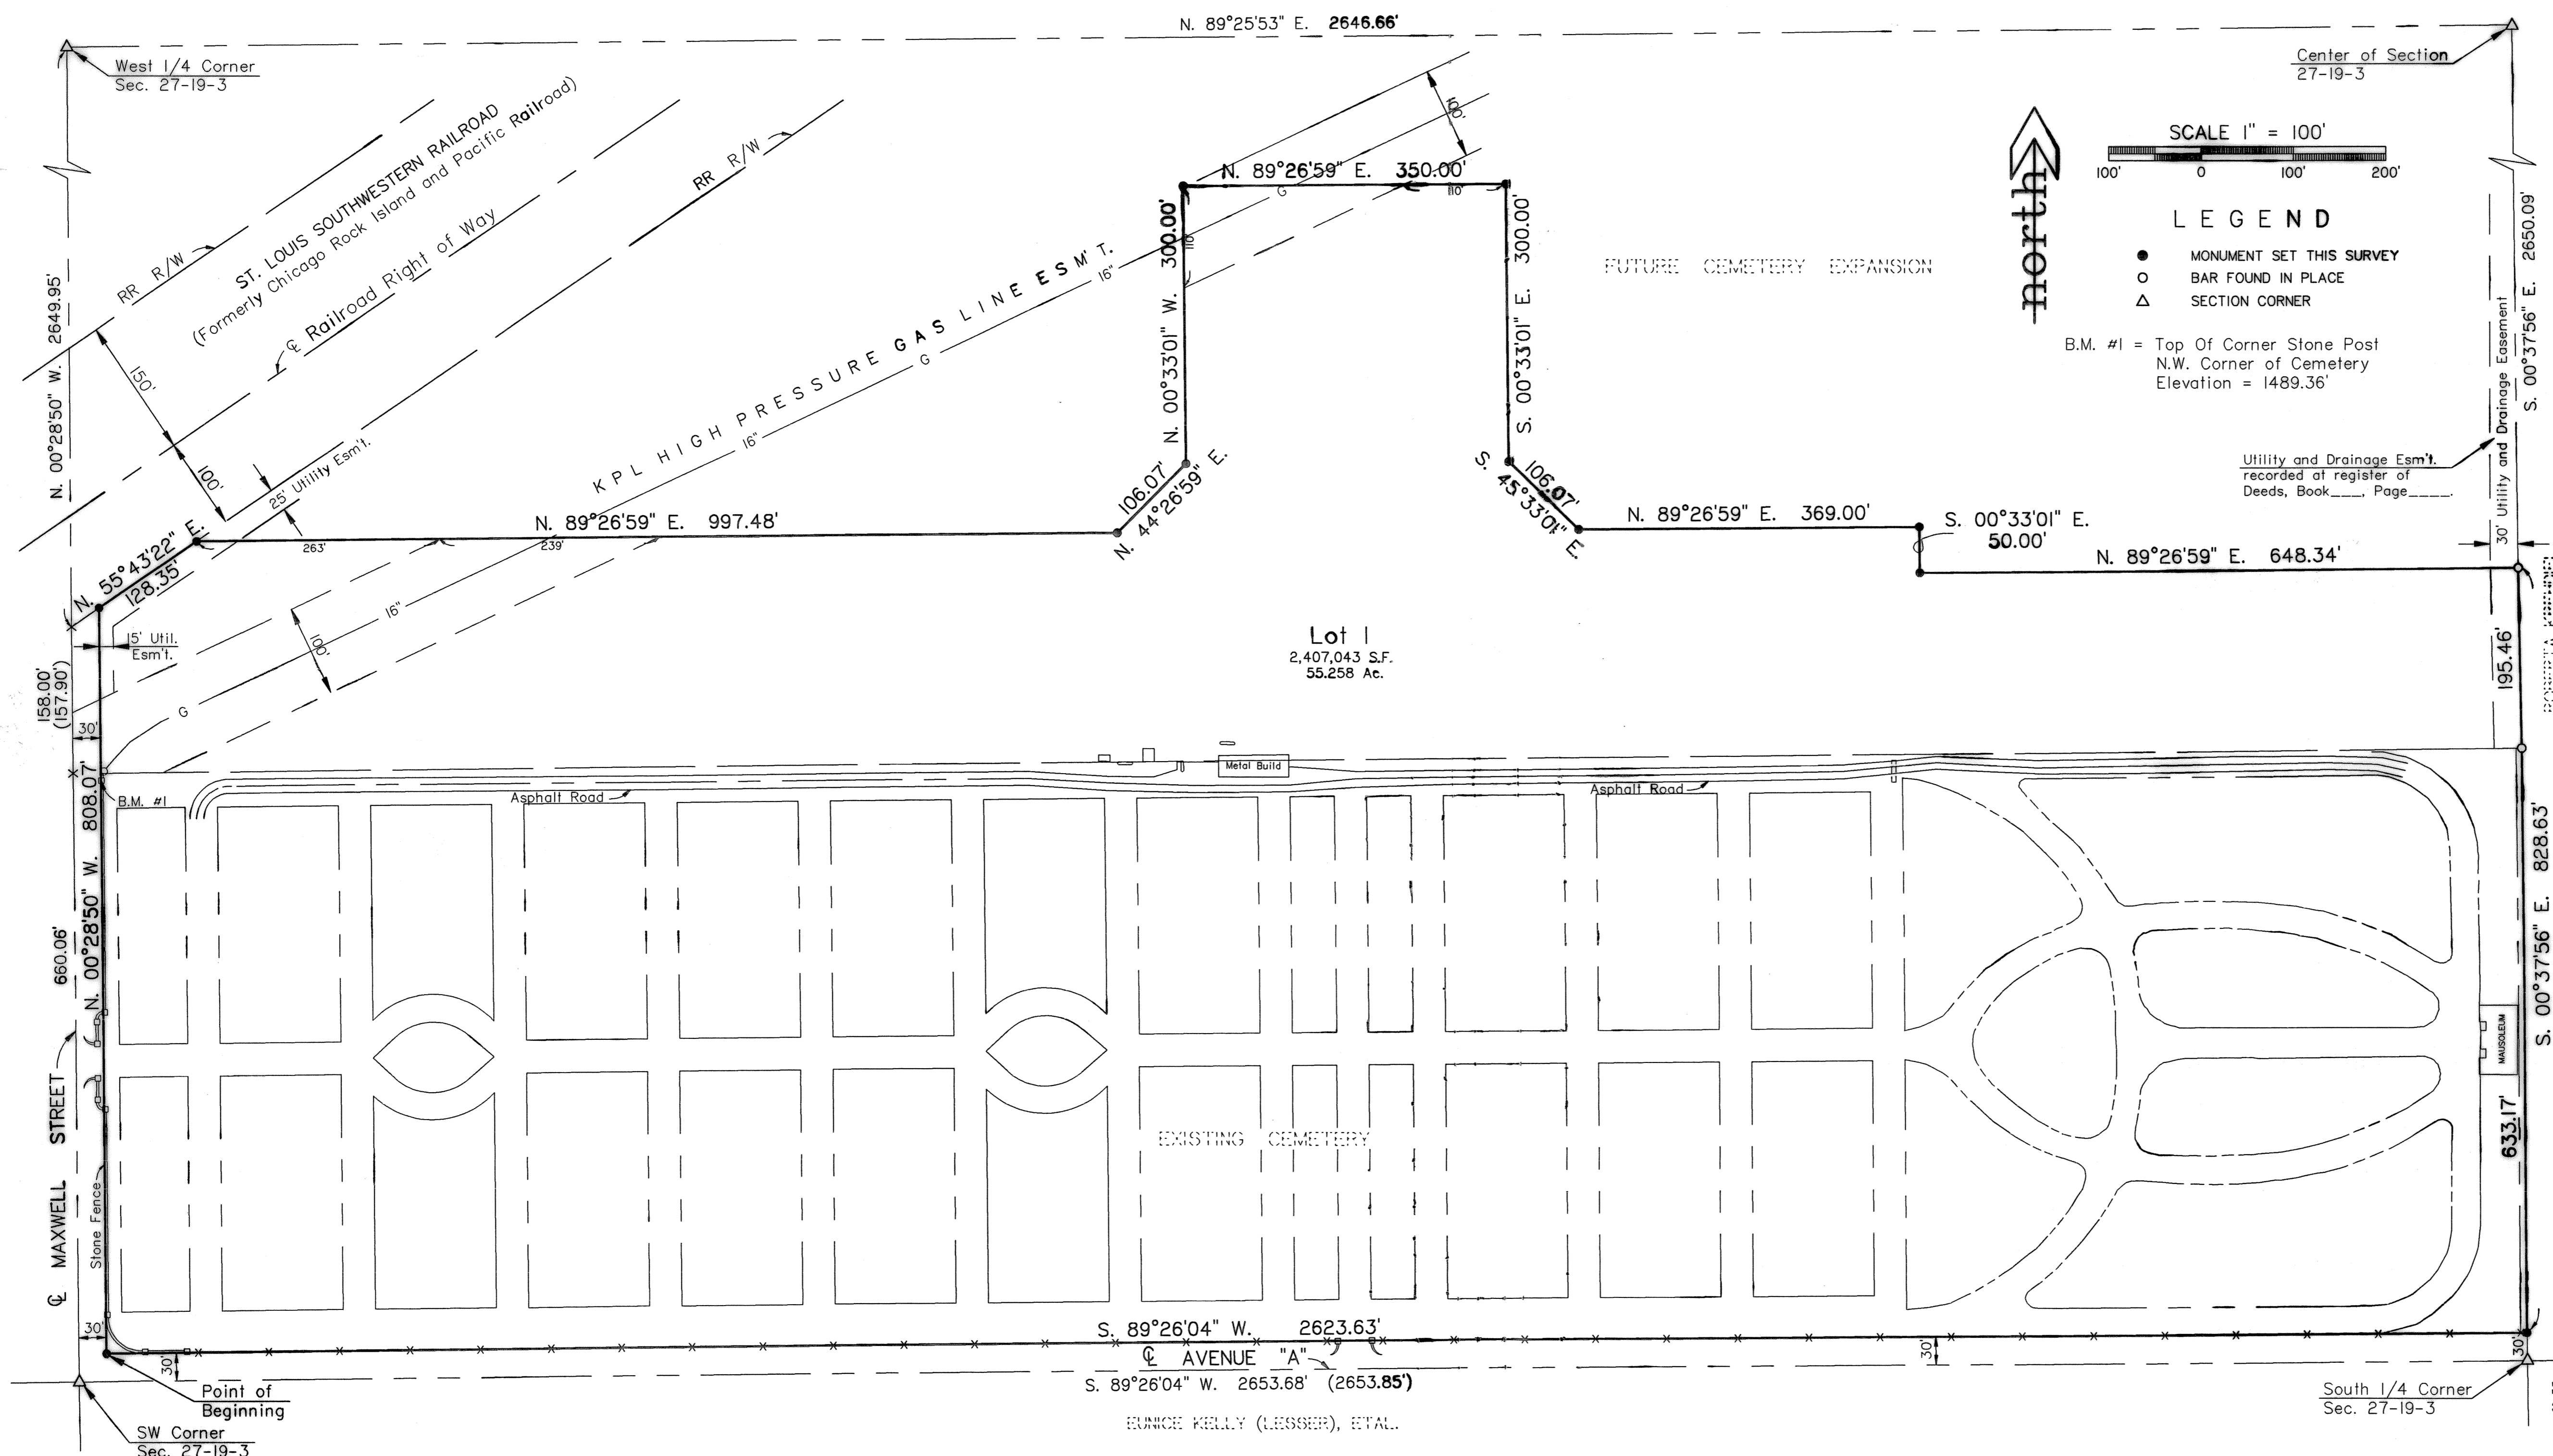 N. 89°25'53" E. 2646.66'
West 1/4 Corner
Sec. 27-19-3
Center of Section
27-19-3
ST. LOUIS SOUTHWESTERN RAILROAD
(Formerly Chicago Rock Island and Pacific Railroad)
RR R/W
RR R/W
℄ Railroad Right of Way
N. 00°28'50" W. 2649.95'
150'
100'
25' Utility Esm't.
KPL HIGH PRESSURE GAS LINE ESM'T.
16"
G
16"
G
16"
G
100'
N. 89°26'59" E. 350.00'
110'
N. 00°33'01" W. 300.00'
110'
S. 00°33'01" E. 300.00'
FUTURE CEMETERY EXPANSION
north
SCALE 1" = 100'
100' 0 100' 200'
LEGEND
MONUMENT SET THIS SURVEY
BAR FOUND IN PLACE
SECTION CORNER
B.M. #1 = Top Of Corner Stone Post
N.W. Corner of Cemetery
Elevation = 1489.36'
30' Utility and Drainage Easement
S. 00°37'56" E. 2650.09'
Utility and Drainage Esm't.
recorded at register of
Deeds, Book___, Page____.
N. 55°43'22" E.
128.35'
263'
N. 89°26'59" E. 997.48'
239'
106.07'
N. 44°26'59" E.
106.07'
S. 45°33'01" E.
N. 89°26'59" E. 369.00'
S. 00°33'01" E.
50.00'
N. 89°26'59" E. 648.34'
15' Util.
Esm't.
100'
158.00'
(157.90')
30'
G
Lot 1
2,407,043 S.F.
55.258 Ac.
195.46'
B.M. #1
Asphalt Road
Metal Build
Asphalt Road
N. 00°28'50" W. 808.07'
660.06'
℄ MAXWELL STREET
Stone Fence
EXISTING CEMETERY
MAUSOLEUM
S. 00°37'56" E. 828.63'
633.17'
30'
S. 89°26'04" W. 2623.63'
30'
℄ AVENUE "A"
30'
30'
S. 89°26'04" W. 2653.68' (2653.85')
Point of
Beginning
SW Corner
Sec. 27-19-3
EUNICE KELLY (LESSER), ETAL.
South 1/4 Corner
Sec. 27-19-3